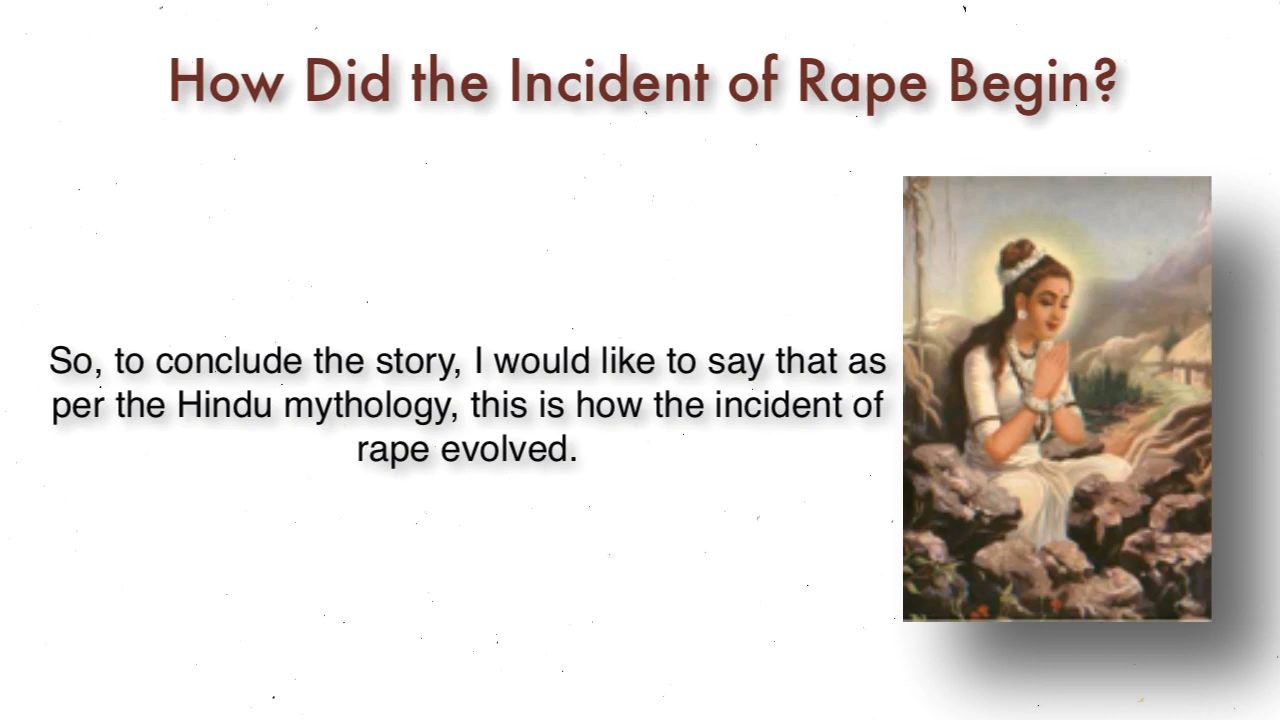 How Did the Incident of Rape Begin?
So, to conclude the story, I would like to say that as
per the Hindu mythology, this is how the incident of
rape evolved.